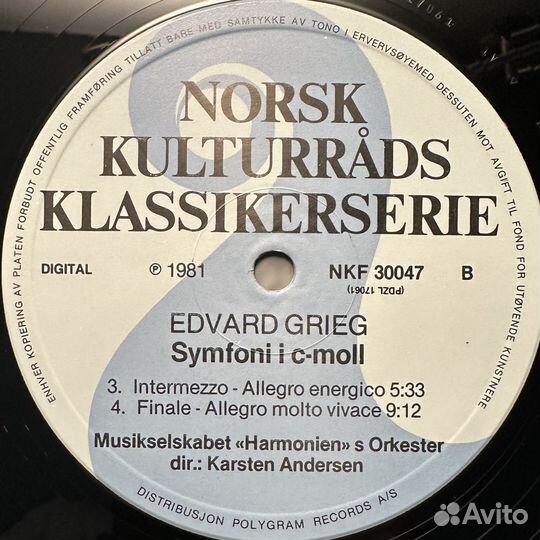 ENHVER KOPIERING AV PLATEN FORBUDT OFFENTLIG FRAMFØRING TILLATT BARE MED SAMTYKKE AV TONO I ERVERVSØYEMED DESSUTEN MOT AVGIFT TIL FOND FOR UTØVENDE KUNSTNERE
NORSK
KULTURRÅDS
KLASSIKERSERIE
DIGITAL ℗ 1981 NKF 30047 B
(PDZL 17061)
EDVARD GRIEG
Symfoni i c-moll
3. Intermezzo - Allegro energico 5:33
4. Finale - Allegro molto vivace 9:12
Musikselskabet «Harmonien» s Orkester
dir.: Karsten Andersen
DISTRIBUSJON POLYGRAM RECORDS A/S
Avito